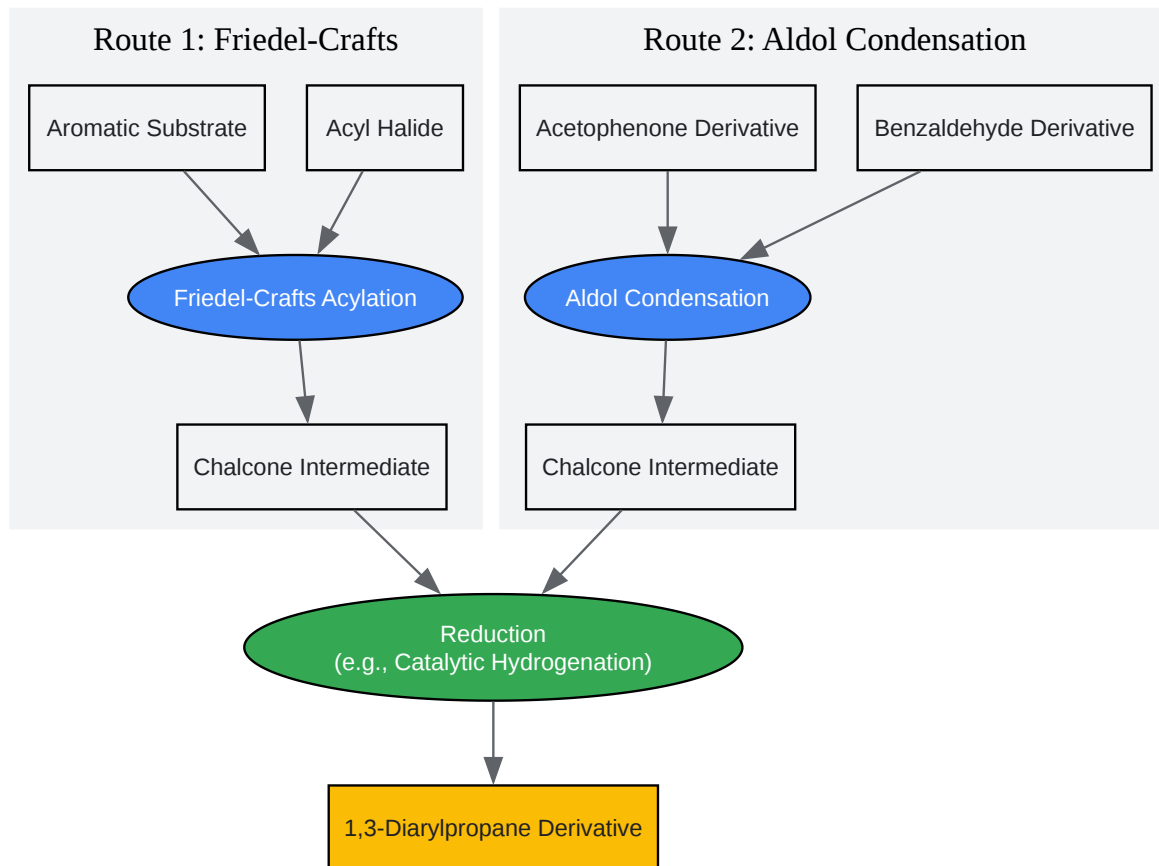 Route 1: Friedel-Crafts
Route 2: Aldol Condensation
Aromatic Substrate
Acyl Halide
Acetophenone Derivative
Benzaldehyde Derivative
Friedel-Crafts Acylation
Aldol Condensation
Chalcone Intermediate
Chalcone Intermediate
Reduction
(e.g., Catalytic Hydrogenation)
1,3-Diarylpropane Derivative